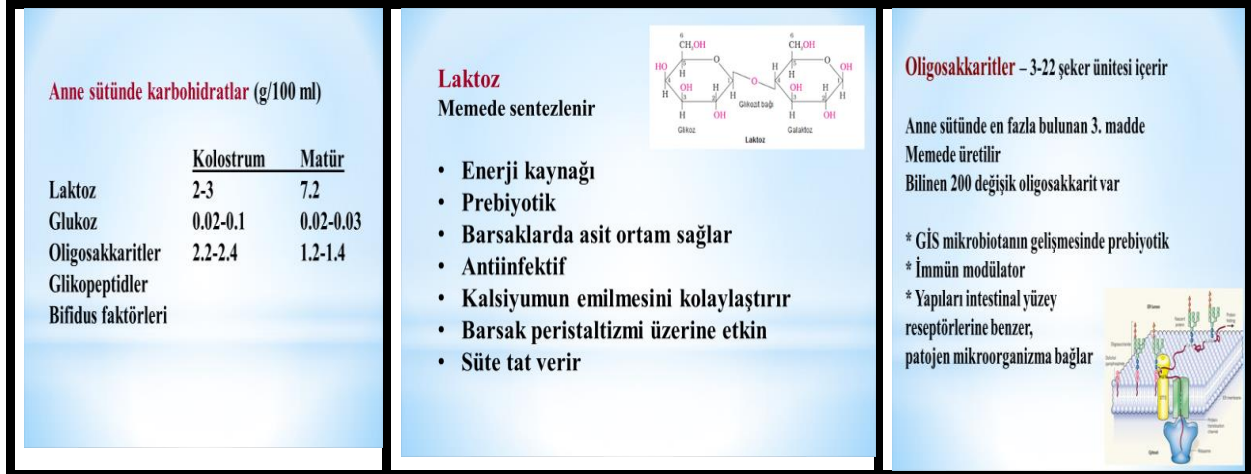 Anne sütünde karbohidratlar (g/100 ml)
Kolostrum Matür
Laktoz 2-3 7.2
Glukoz 0.02-0.1 0.02-0.03
Oligosakkaritler 2.2-2.4 1.2-1.4
Glikopeptidler
Bifidus faktörleri
Laktoz
Memede sentezlenir
6 6
CH₂OH CH₂OH
HO O O OH
H H H H
OH H O OH H
H OH H OH
Glikozit bağı
Glikoz Galaktoz
Laktoz
• Enerji kaynağı
• Prebiyotik
• Barsaklarda asit ortam sağlar
• Antiinfektif
• Kalsiyumun emilmesini kolaylaştırır
• Barsak peristaltizmi üzerine etkin
• Süte tat verir
Oligosakkaritler – 3-22 şeker ünitesi içerir
Anne sütünde en fazla bulunan 3. madde
Memede üretilir
Bilinen 200 değişik oligosakkarit var
* GİS mikrobiotanın gelişmesinde prebiyotik
* İmmün modülator
* Yapıları intestinal yüzey
reseptörlerine benzer,
patojen mikroorganizma bağlar